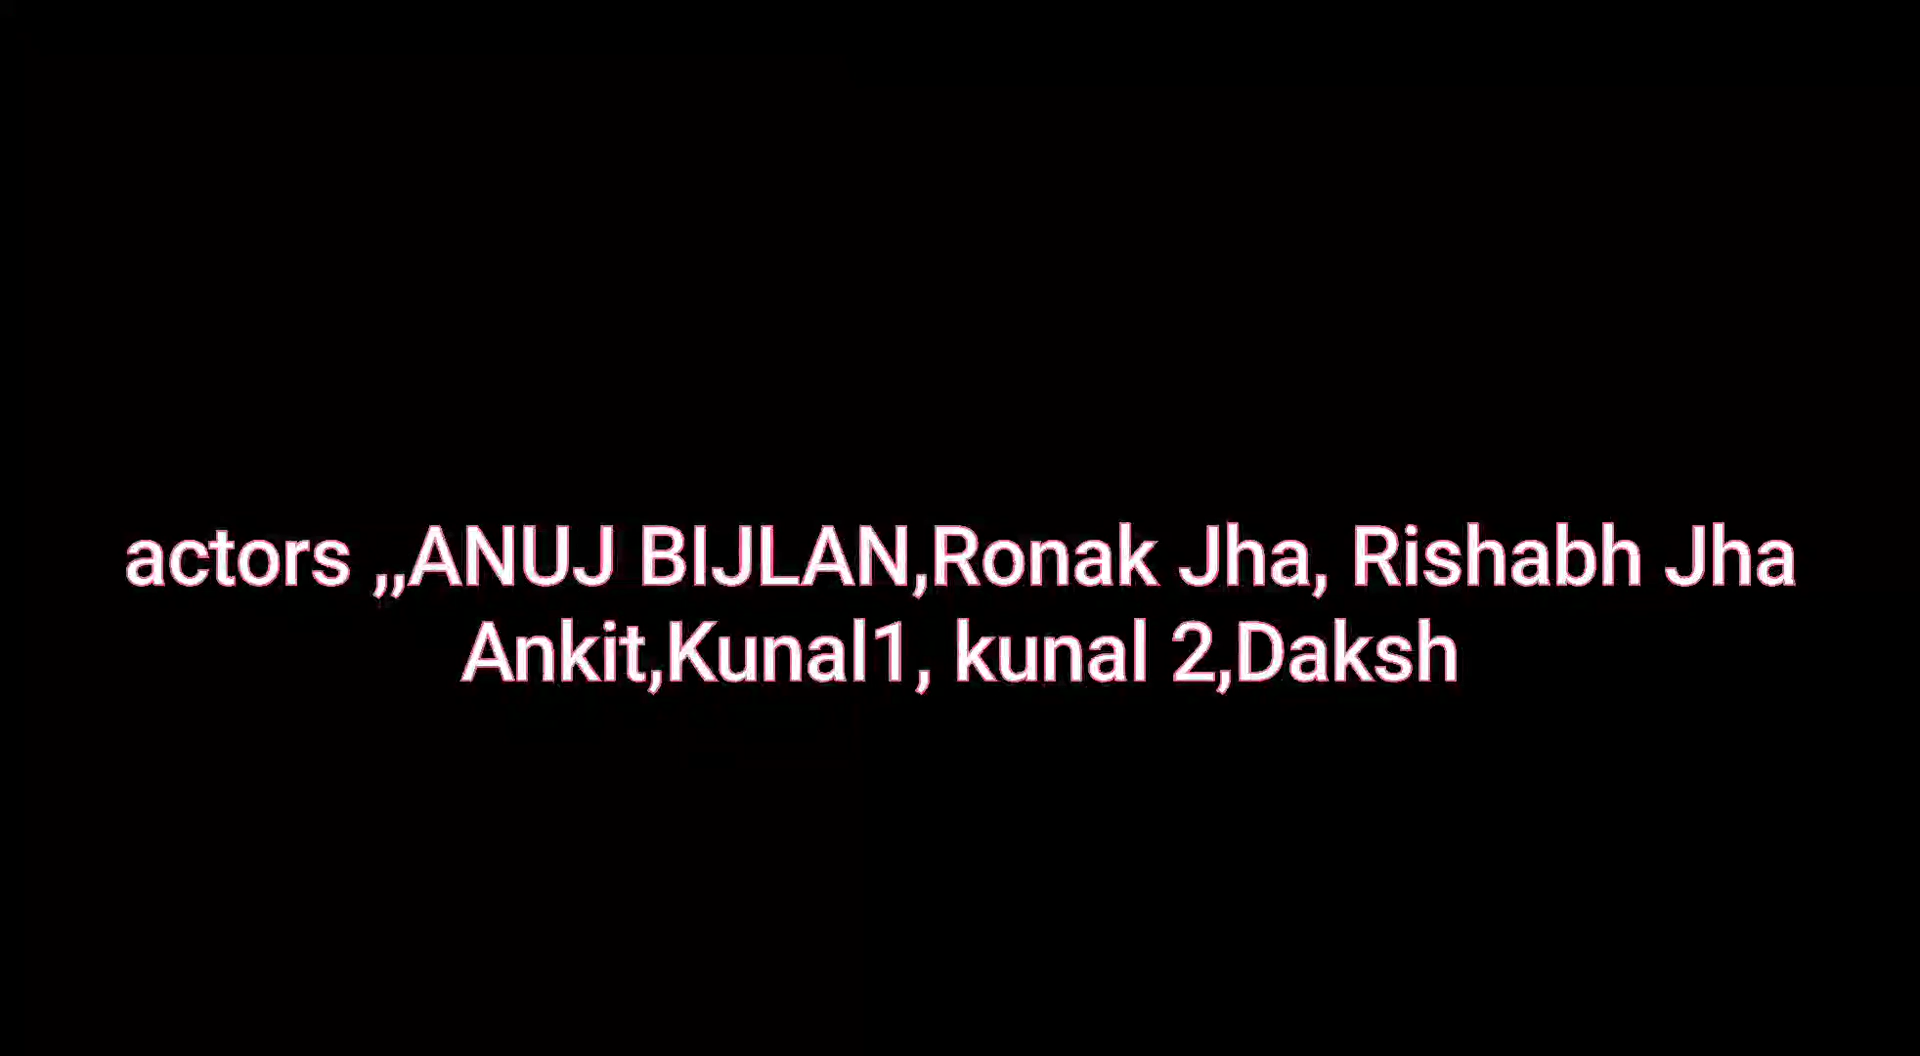 actors ,,ANUJ BIJLAN,Ronak Jha, Rishabh Jha
Ankit,Kunal1, kunal 2,Daksh